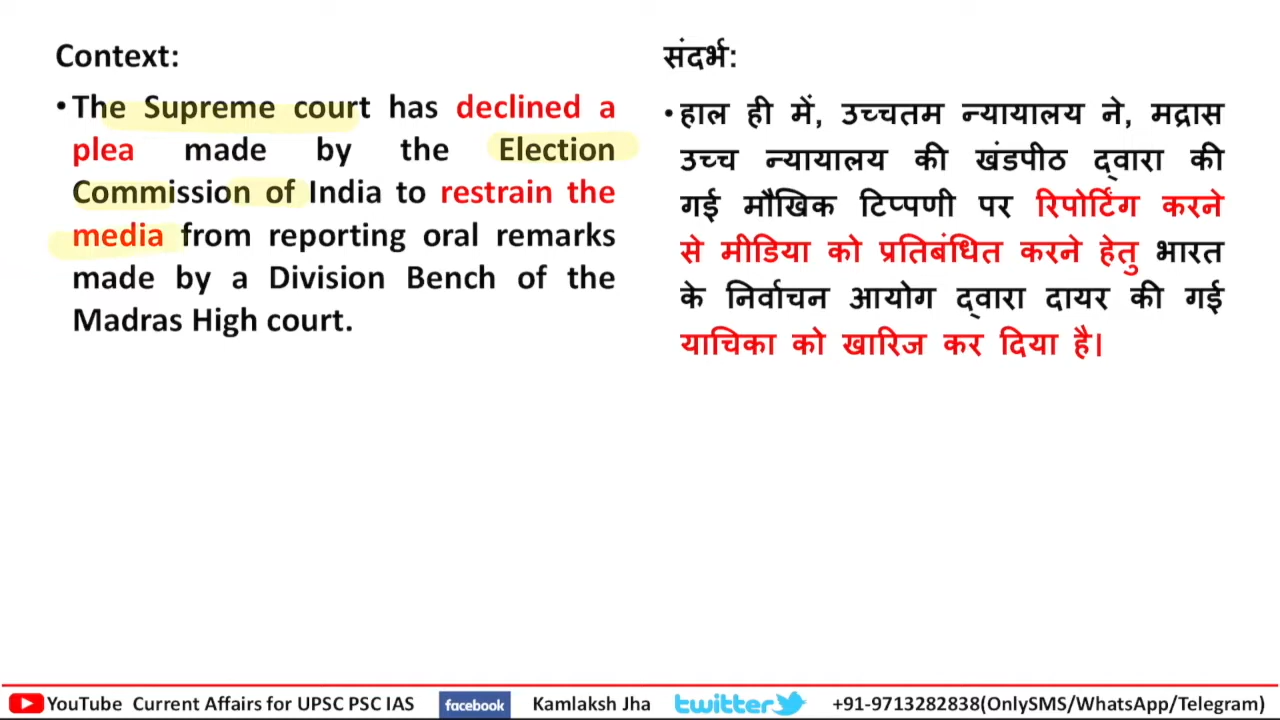 Context:
•The Supreme court has declined a
plea made by the Election
Commission of India to restrain the
media from reporting oral remarks
made by a Division Bench of the
Madras High court.
संदर्भ:
•हाल ही में, उच्चतम न्यायालय ने, मद्रास
उच्च न्यायालय की खंडपीठ द्वारा की
गई मौखिक टिप्पणी पर रिपोर्टिंग करने
से मीडिया को प्रतिबंधित करने हेतु भारत
के निर्वाचन आयोग द्वारा दायर की गई
याचिका को खारिज कर दिया है।
YouTube Current Affairs for UPSC PSC IAS facebook Kamlaksh Jha twitter +91-9713282838(OnlySMS/WhatsApp/Telegram)